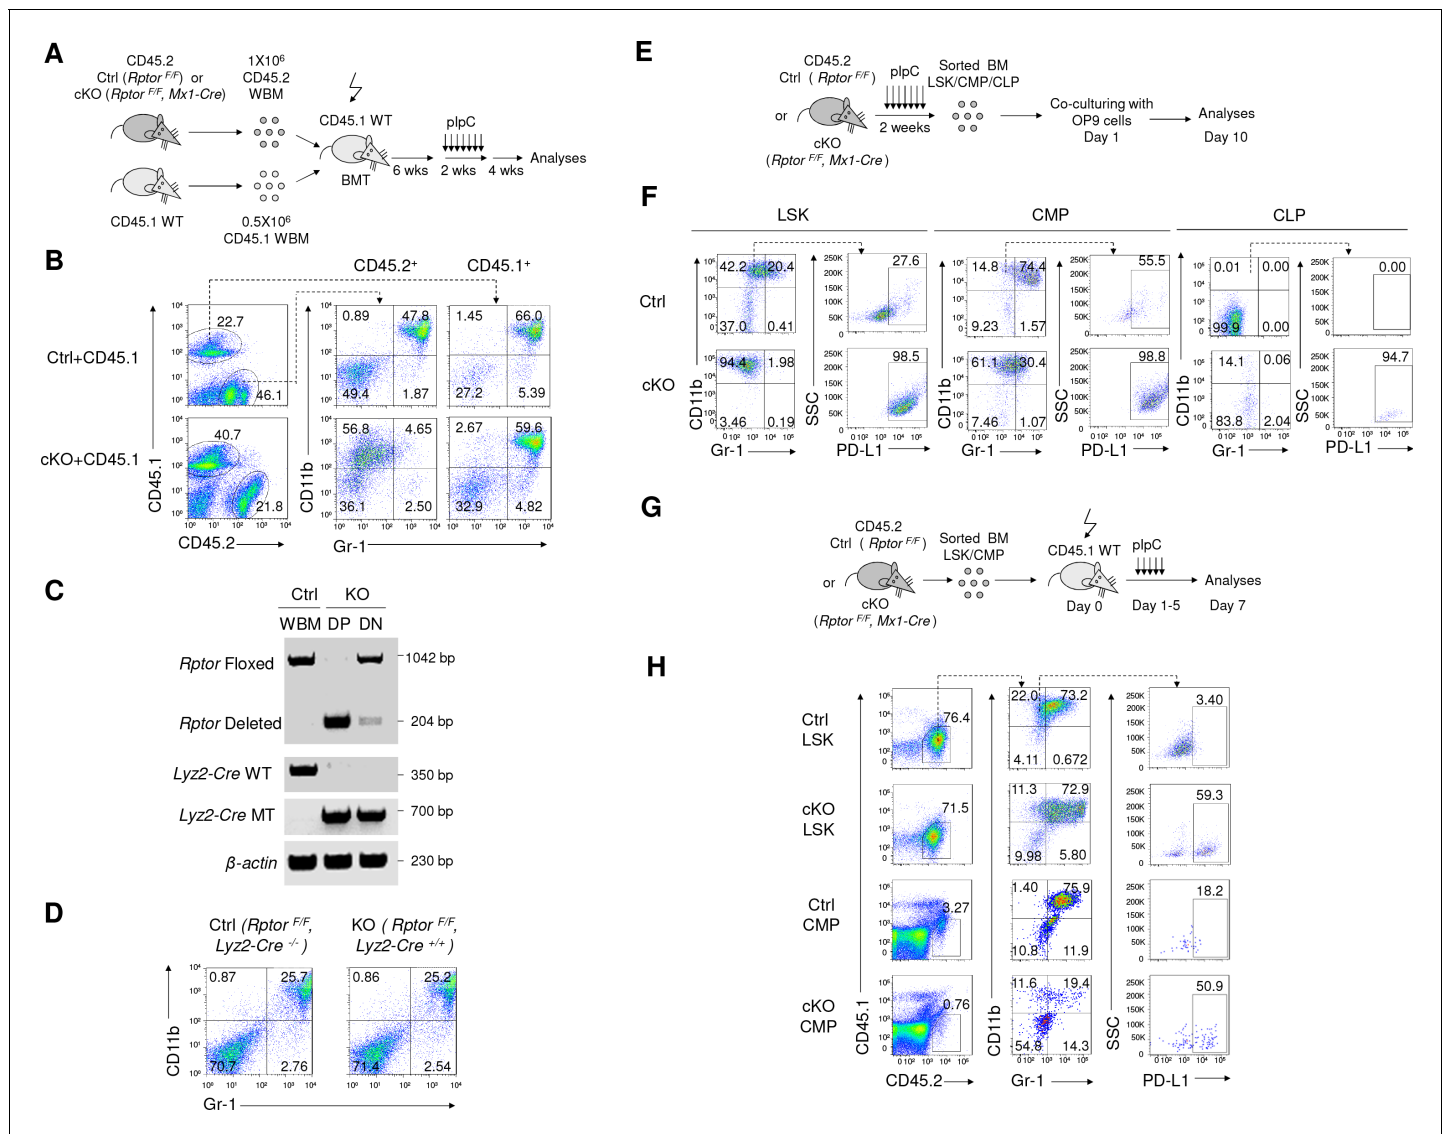 A
CD45.2
Ctrl (Rptor F/F) or
cKO (Rptor F/F, Mx1-Cre)
1X10⁶
CD45.2
WBM
CD45.1 WT
pIpC
BMT
6 wks
2 wks
4 wks
Analyses
CD45.1 WT
0.5X10⁶
CD45.1 WBM
B
CD45.2⁺
CD45.1⁺
Ctrl+CD45.1
22.7
46.1
0.89
47.8
49.4
1.87
1.45
66.0
27.2
5.39
cKO+CD45.1
40.7
21.8
56.8
4.65
36.1
2.50
2.67
59.6
32.9
4.82
CD45.1
CD11b
CD45.2
Gr-1
C
Ctrl
KO
WBM DP DN
Rptor Floxed
1042 bp
Rptor Deleted
204 bp
Lyz2-Cre WT
350 bp
Lyz2-Cre MT
700 bp
β-actin
230 bp
D
Ctrl (Rptor F/F,
Lyz2-Cre -/-)
KO ( Rptor F/F,
Lyz2-Cre +/+)
0.87
25.7
70.7
2.76
0.86
25.2
71.4
2.54
CD11b
Gr-1
E
CD45.2
Ctrl ( Rptor F/F)
or
cKO
(Rptor F/F, Mx1-Cre)
pIpC
2 weeks
Sorted BM
LSK/CMP/CLP
Co-culturing with
OP9 cells
Day 1
Analyses
Day 10
F
LSK
CMP
CLP
Ctrl
42.2
20.4
37.0
0.41
27.6
14.8
74.4
9.23
1.57
55.5
0.01
0.00
99.9
0.00
0.00
cKO
94.4
1.98
3.46
0.19
98.5
61.1
30.4
7.46
1.07
98.8
14.1
0.06
83.8
2.04
94.7
CD11b
SSC
CD11b
SSC
CD11b
SSC
Gr-1
PD-L1
Gr-1
PD-L1
Gr-1
PD-L1
G
CD45.2
Ctrl ( Rptor F/F)
or
cKO
(Rptor F/F, Mx1-Cre)
Sorted BM
LSK/CMP
CD45.1 WT
Day 0
pIpC
Day 1-5
Analyses
Day 7
H
Ctrl
LSK
76.4
22.0
73.2
4.11
0.672
3.40
cKO
LSK
71.5
11.3
72.9
9.98
5.80
59.3
Ctrl
CMP
3.27
1.40
75.9
10.8
11.9
18.2
cKO
CMP
0.76
11.6
19.4
54.8
14.3
50.9
CD45.1
CD11b
SSC
CD45.2
Gr-1
PD-L1